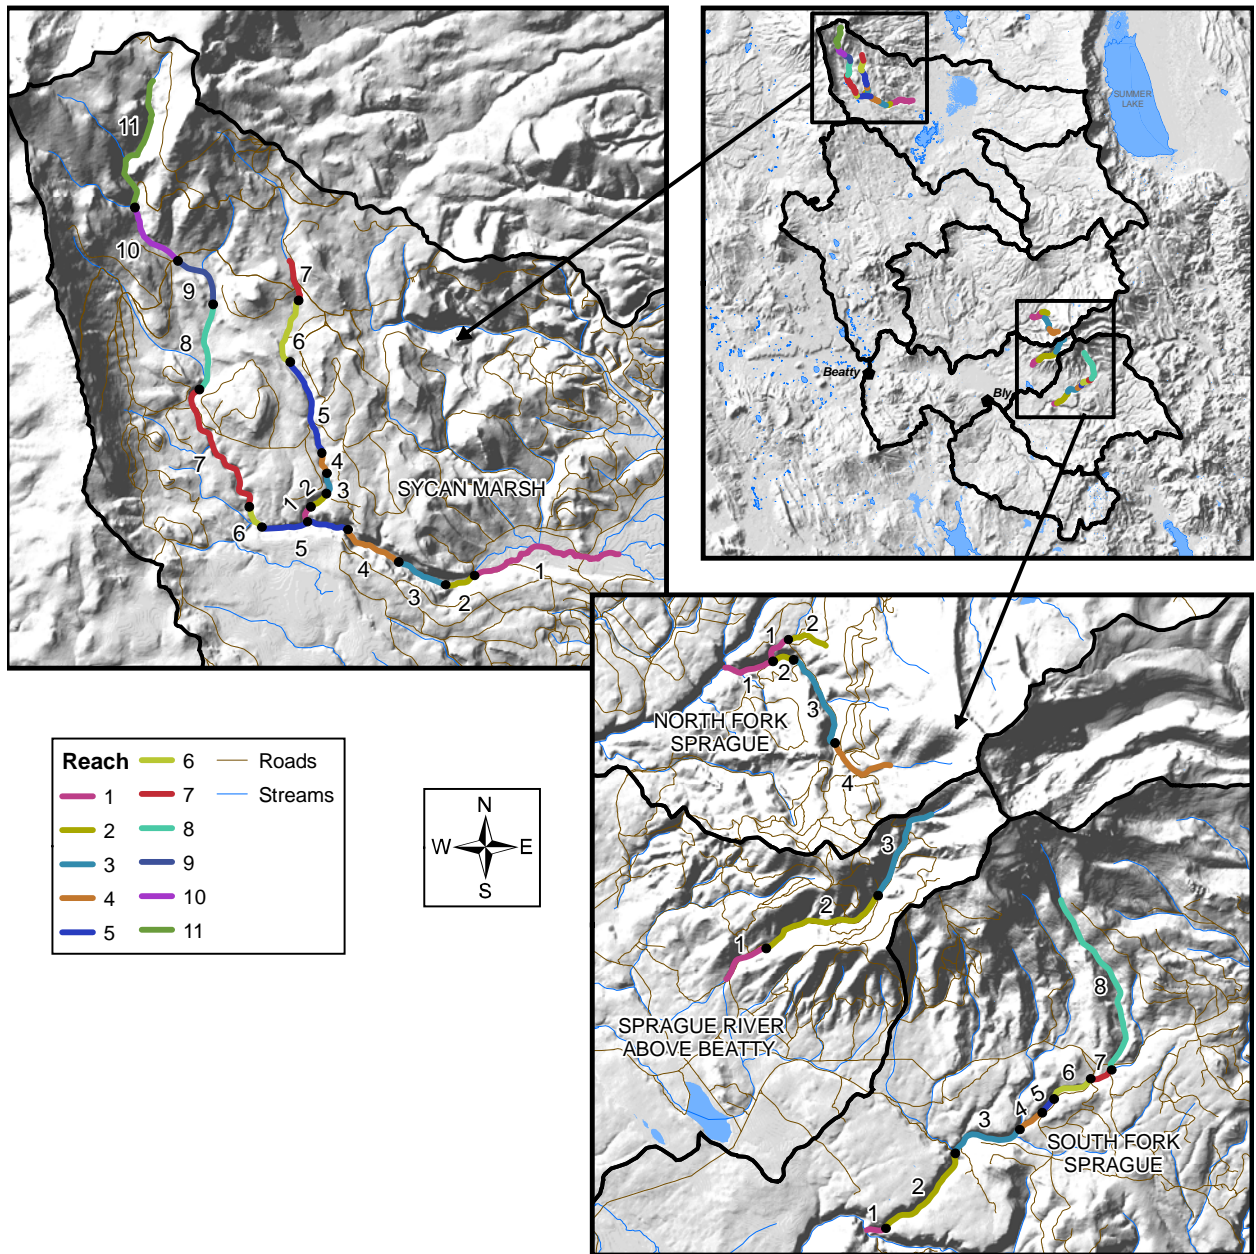 11
10
9
8
7
6
5
7
6
5
4
3
2
1
SYCAN MARSH
4
3
2
1
SUMMER
LAKE
Beatty
Bly
Reach
1
2
3
4
5
6
7
8
9
10
11
Roads
Streams
N
W
E
S
1
2
1
2
3
4
NORTH FORK
SPRAGUE
3
2
1
SPRAGUE RIVER
ABOVE BEATTY
8
7
6
5
4
3
2
1
SOUTH FORK
SPRAGUE